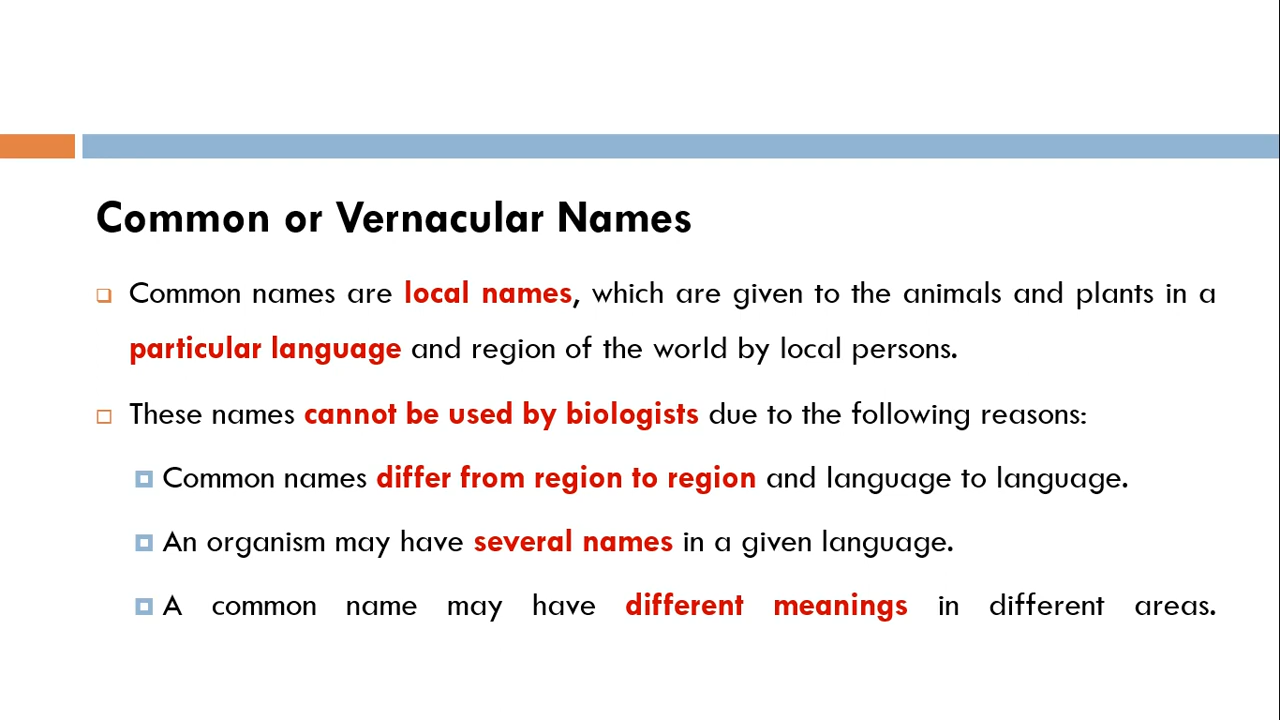 Common or Vernacular Names
Common names are local names, which are given to the animals and plants in a
particular language and region of the world by local persons.
These names cannot be used by biologists due to the following reasons:
Common names differ from region to region and language to language.
An organism may have several names in a given language.
A common name may have different meanings in different areas.